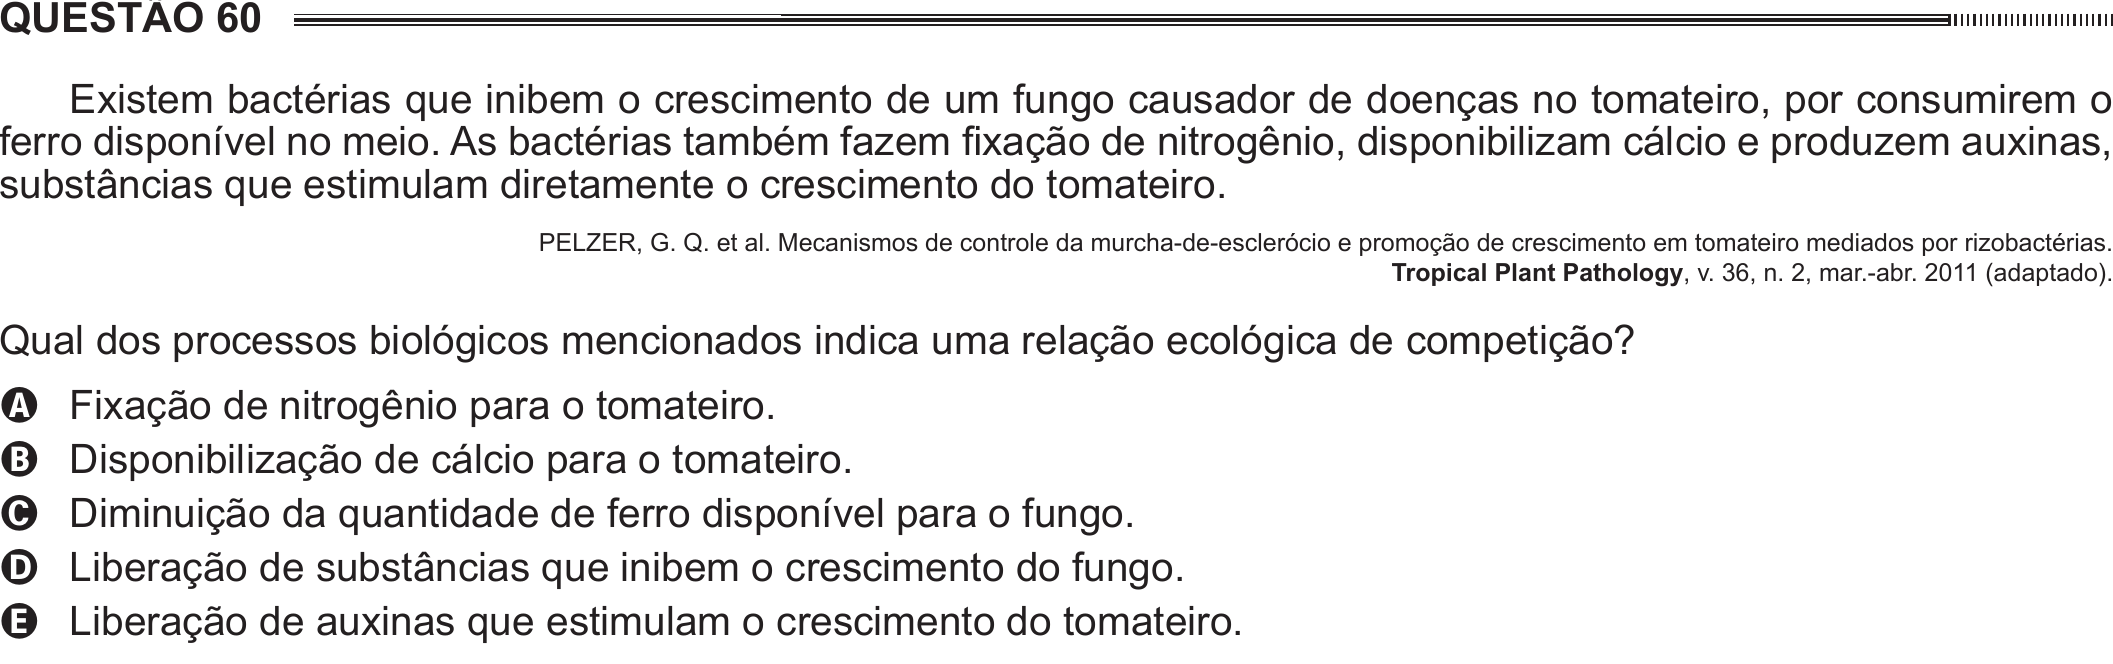 QUESTÃO 60
Existem bactérias que inibem o crescimento de um fungo causador de doenças no tomateiro, por consumirem o
ferro disponível no meio. As bactérias também fazem fixação de nitrogênio, disponibilizam cálcio e produzem auxinas,
substâncias que estimulam diretamente o crescimento do tomateiro.
PELZER, G. Q. et al. Mecanismos de controle da murcha-de-esclerócio e promoção de crescimento em tomateiro mediados por rizobactérias.
Tropical Plant Pathology, v. 36, n. 2, mar.-abr. 2011 (adaptado).
Qual dos processos biológicos mencionados indica uma relação ecológica de competição?
A Fixação de nitrogênio para o tomateiro.
B Disponibilização de cálcio para o tomateiro.
C Diminuição da quantidade de ferro disponível para o fungo.
D Liberação de substâncias que inibem o crescimento do fungo.
E Liberação de auxinas que estimulam o crescimento do tomateiro.